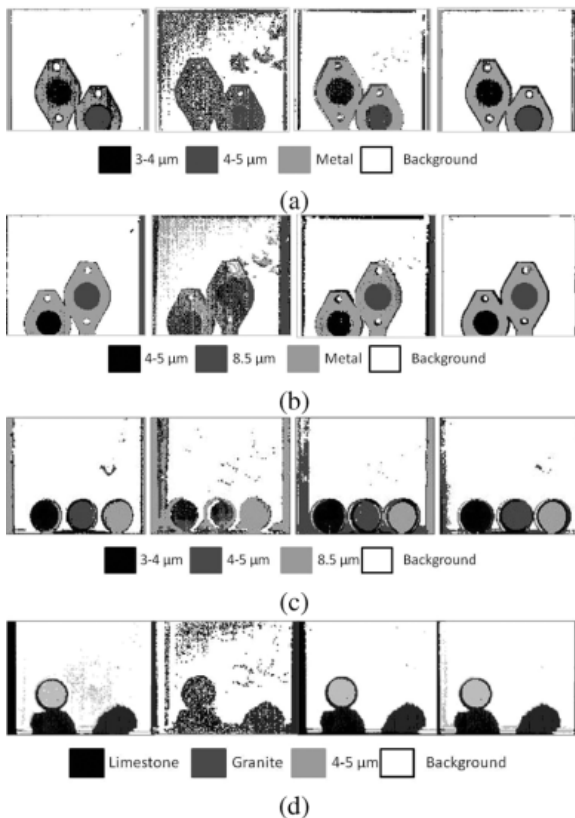 3-4 μm 4-5 μm Metal Background
(a)
4-5 μm 8.5 μm Metal Background
(b)
3-4 μm 4-5 μm 8.5 μm Background
(c)
Limestone Granite 4-5 μm Background
(d)